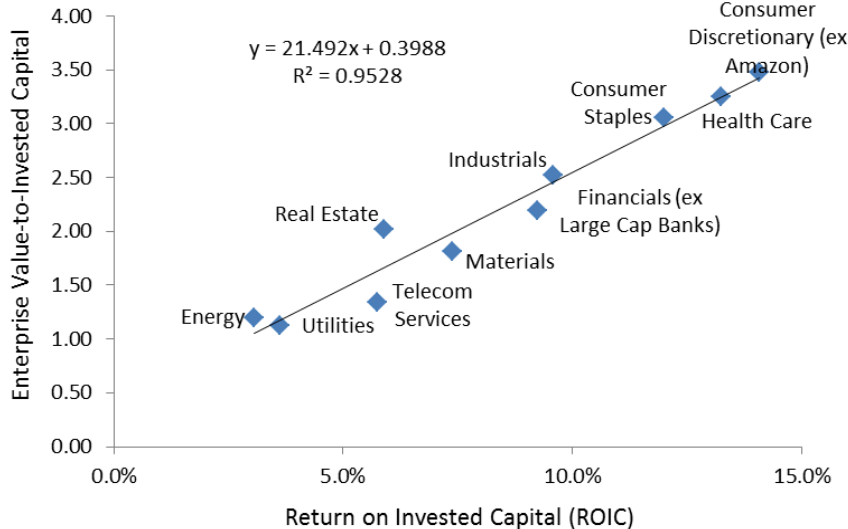 Enterprise Value-to-Invested Capital
4.00
3.50
3.00
2.50
2.00
1.50
1.00
0.50
0.00
y = 21.492x + 0.3988
R² = 0.9528
Consumer
Discretionary (ex
Amazon)
Consumer
Staples
Health Care
Industrials
Financials (ex
Large Cap Banks)
Real Estate
Materials
Telecom
Services
Energy
Utilities
0.0%
5.0%
10.0%
15.0%
Return on Invested Capital (ROIC)